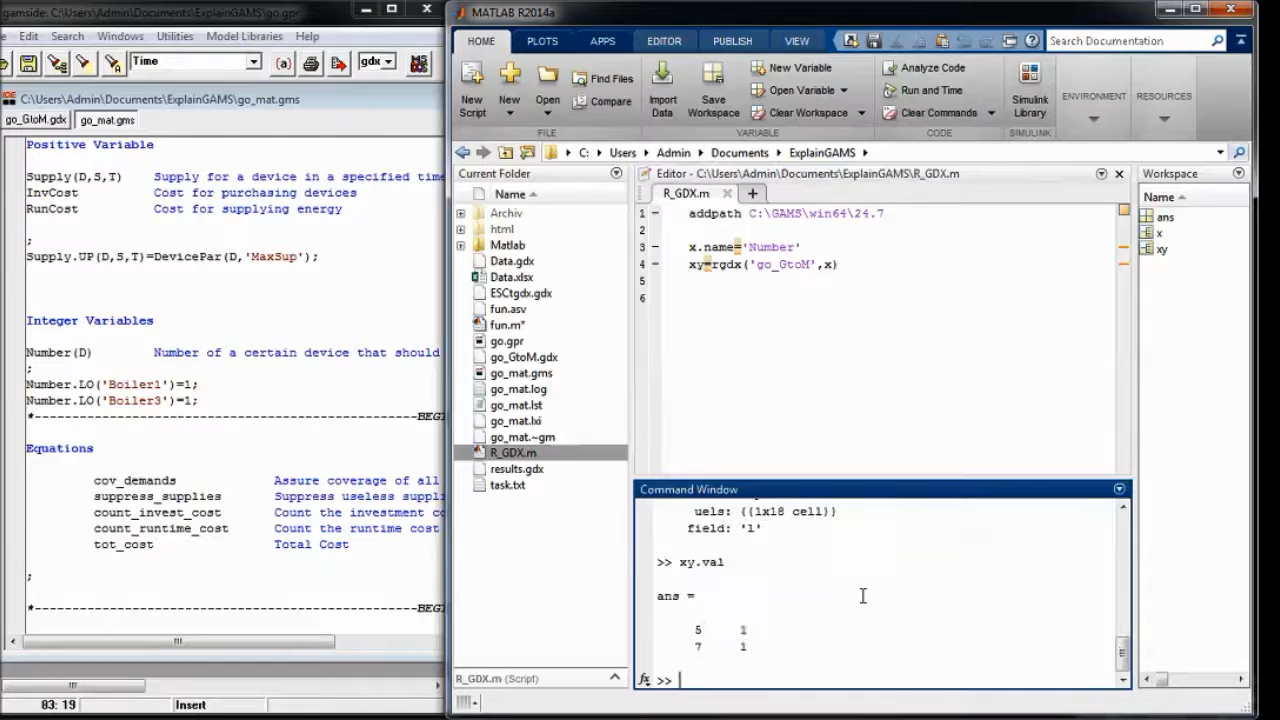 gamside: C:\Users\Admin\Documents\ExplainGAMS\go.gpr
Edit Search Windows Utilities Model Libraries Help
Time
(a)
gdx
C:\Users\Admin\Documents\ExplainGAMS\go_mat.gms
go_GtoM.gdx go_mat.gms
Positive Variable
Supply(D,S,T) Supply for a device in a specified time
InvCost Cost for purchasing devices
RunCost Cost for supplying energy
;
Supply.UP(D,S,T)=DevicePar(D,'MaxSup');
Integer Variables
Number(D) Number of a certain device that should
;
Number.LO('Boiler1')=1;
Number.LO('Boiler3')=1;
*-------------------------------------------------BEG
Equations
cov_demands Assure coverage of all
suppress_supplies Suppress useless suppl
count_invest_cost Count the investment c
count_runtime_cost Count the runtime cost
tot_cost Total Cost
;
*-------------------------------------------------BEG
83: 19 Insert
MATLAB R2014a
HOME PLOTS APPS EDITOR PUBLISH VIEW Search Documentation
New Script
New
Open
Find Files
Compare
Import Data
Save Workspace
New Variable
Open Variable
Clear Workspace
Analyze Code
Run and Time
Clear Commands
Simulink Library
ENVIRONMENT
RESOURCES
FILE VARIABLE CODE SIMULINK
C: Users Admin Documents ExplainGAMS
Current Folder
Name
Archiv
html
Matlab
Data.gdx
Data.xlsx
ESCtgdx.gdx
fun.asv
fun.m*
go.gpr
go_GtoM.gdx
go_mat.gms
go_mat.log
go_mat.lst
go_mat.lxi
go_mat.~gm
R_GDX.m
results.gdx
task.txt
R_GDX.m (Script)
Editor - C:\Users\Admin\Documents\ExplainGAMS\R_GDX.m
R_GDX.m
1 addpath C:\GAMS\win64\24.7
2
3 x.name='Number'
4 xy=rgdx('go_GtoM',x)
5
6
Command Window
uels: {{1x18 cell}}
field: 'l'
>> xy.val
ans =
5 1
7 1
fx >>
Workspace
Name
ans
x
xy